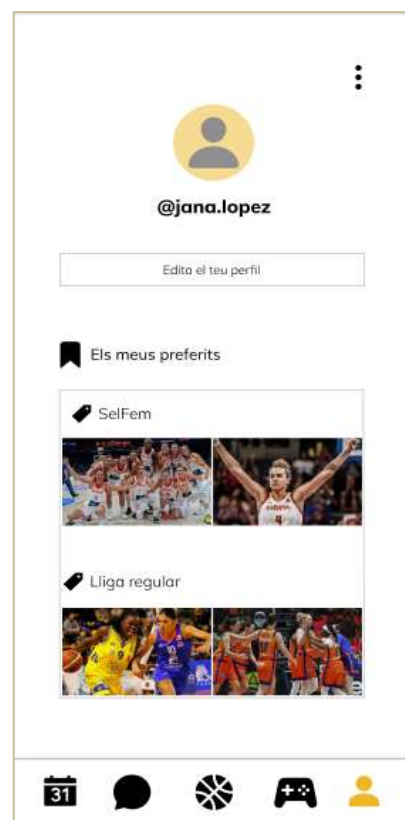 @jana.lopez
Edita el teu perfil
Els meus preferits
SelFem
Lliga regular
31